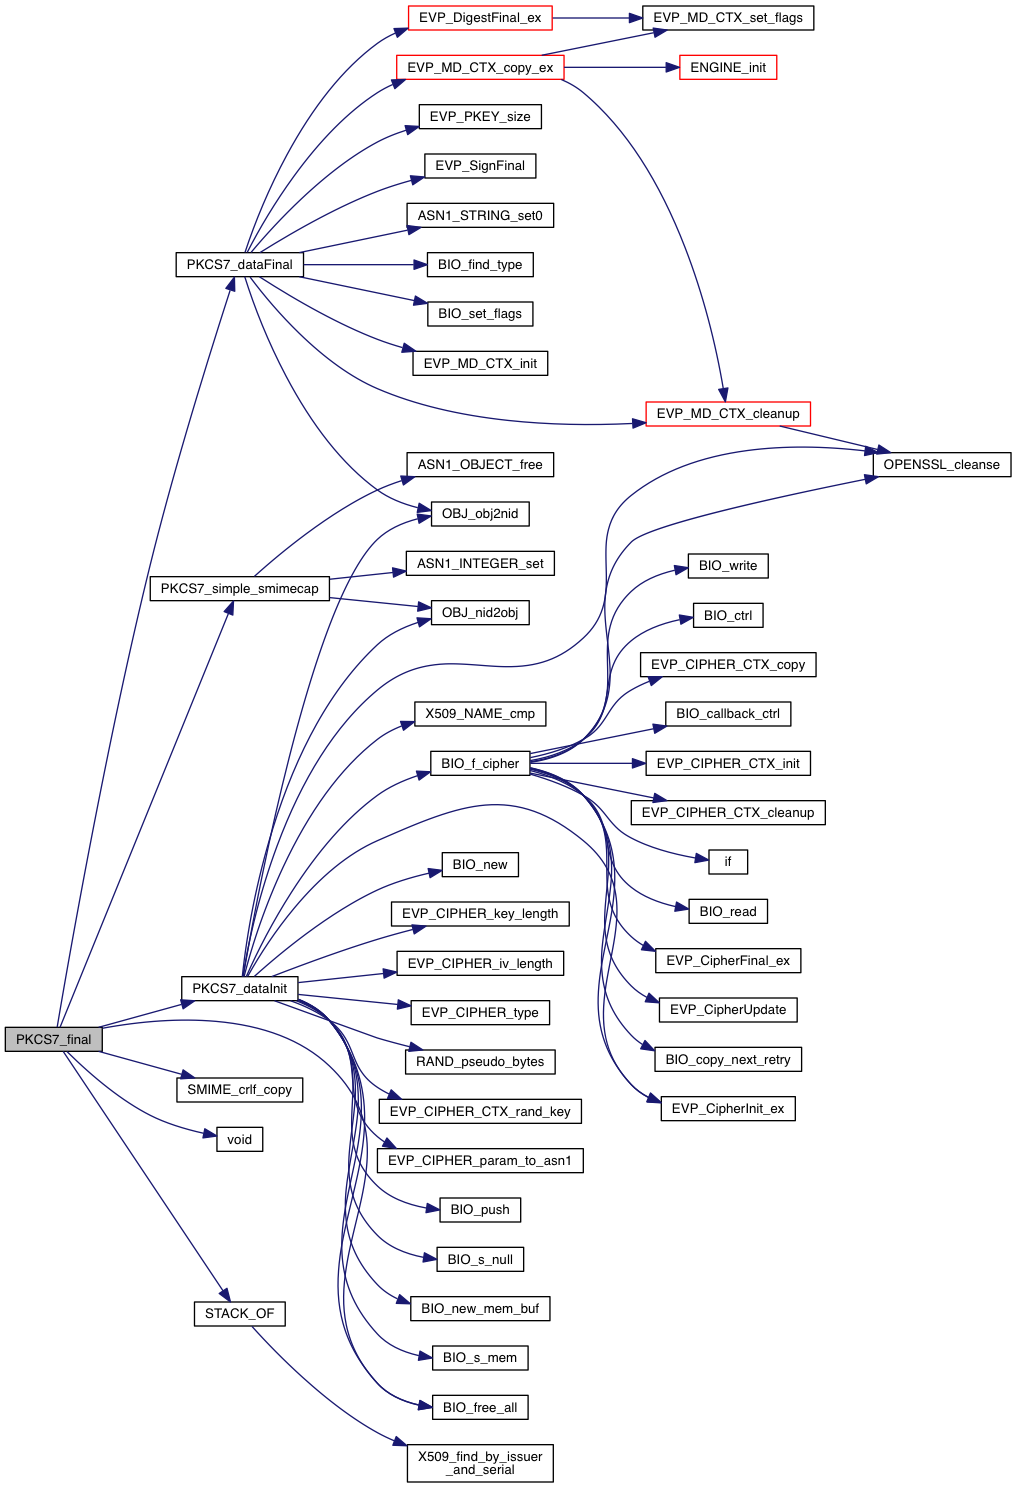 EVP_DigestFinal_ex
EVP_MD_CTX_set_flags
EVP_MD_CTX_copy_ex
ENGINE_init
EVP_PKEY_size
EVP_SignFinal
ASN1_STRING_set0
PKCS7_dataFinal
BIO_find_type
BIO_set_flags
EVP_MD_CTX_init
EVP_MD_CTX_cleanup
ASN1_OBJECT_free
OPENSSL_cleanse
OBJ_obj2nid
ASN1_INTEGER_set
BIO_write
PKCS7_simple_smimecap
OBJ_nid2obj
BIO_ctrl
EVP_CIPHER_CTX_copy
X509_NAME_cmp
BIO_callback_ctrl
BIO_f_cipher
EVP_CIPHER_CTX_init
EVP_CIPHER_CTX_cleanup
BIO_new
if
EVP_CIPHER_key_length
BIO_read
EVP_CIPHER_iv_length
EVP_CipherFinal_ex
PKCS7_dataInit
EVP_CIPHER_type
EVP_CipherUpdate
PKCS7_final
RAND_pseudo_bytes
BIO_copy_next_retry
SMIME_crlf_copy
EVP_CIPHER_CTX_rand_key
EVP_CipherInit_ex
void
EVP_CIPHER_param_to_asn1
BIO_push
BIO_s_null
BIO_new_mem_buf
STACK_OF
BIO_s_mem
BIO_free_all
X509_find_by_issuer
_and_serial